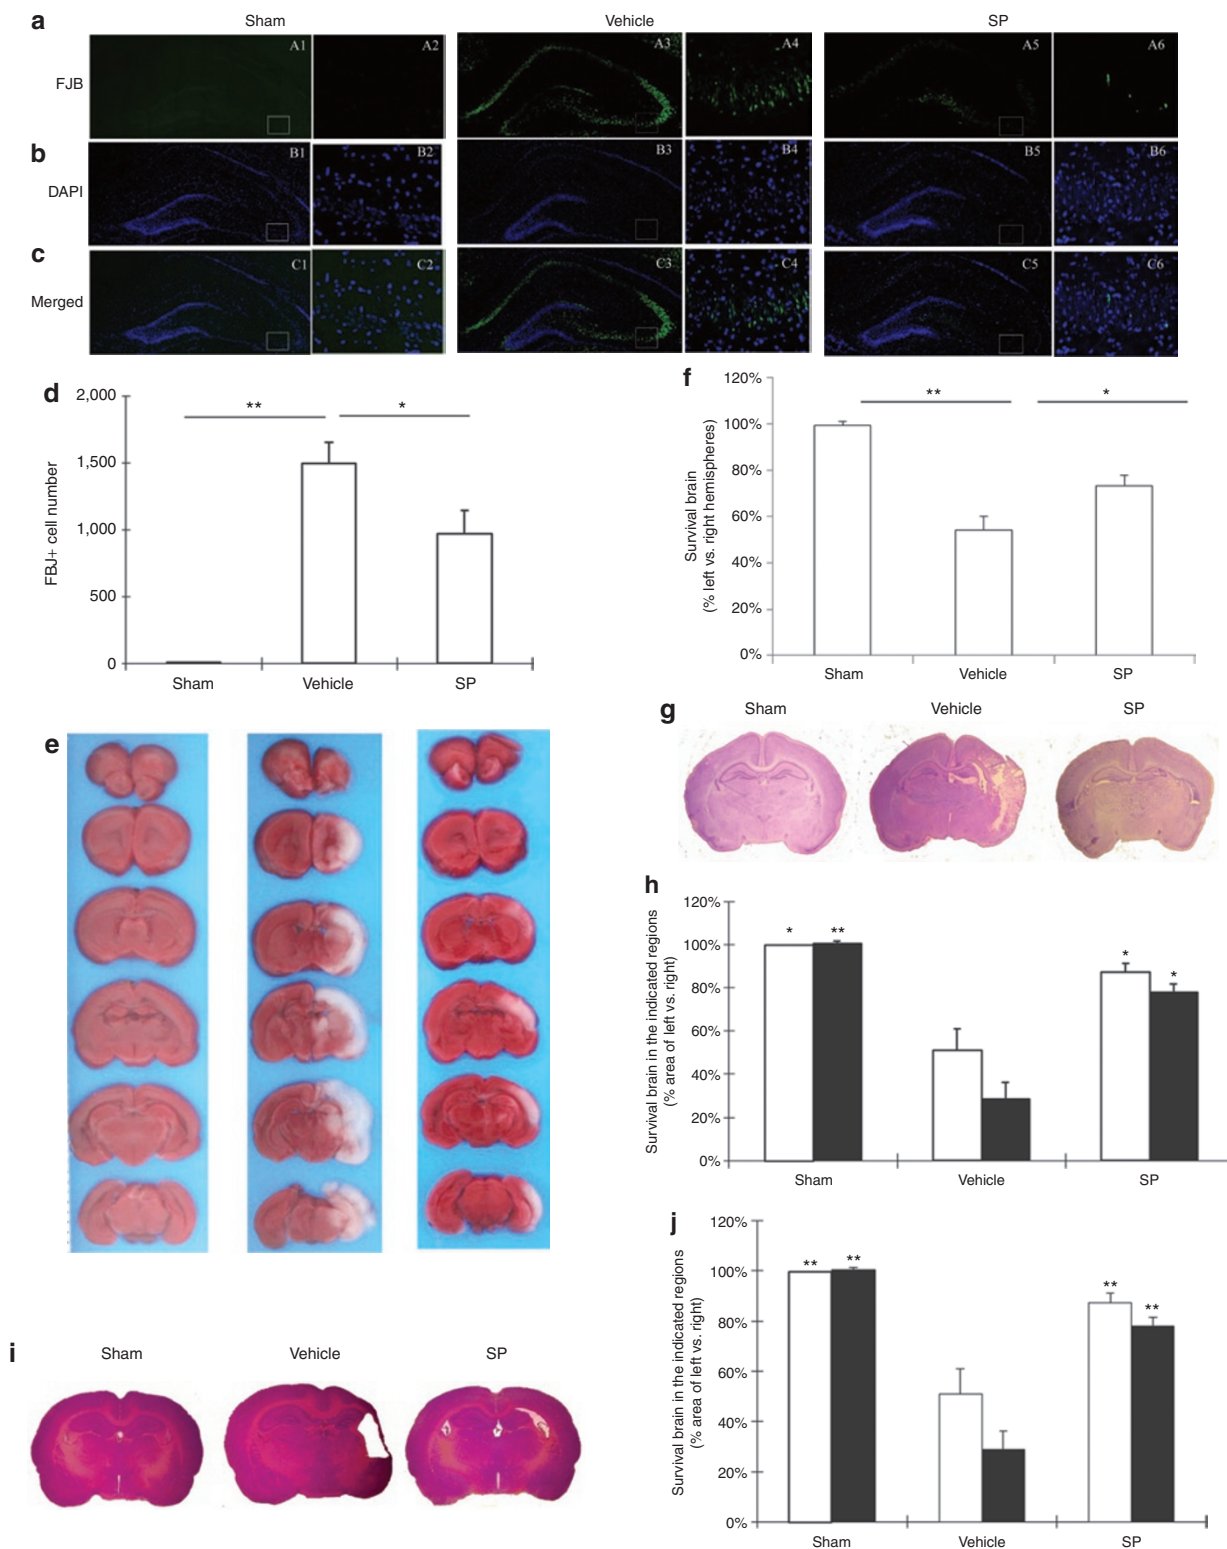 a
Sham
Vehicle
SP
FJB
A1
A2
A3
A4
A5
A6
b
DAPI
B1
B2
B3
B4
B5
B6
c
Merged
C1
C2
C3
C4
C5
C6
d
FBJ+ cell number
2,000
1,500
1,000
500
0
**
*
Sham
Vehicle
SP
f
Survival brain
(% left vs. right hemispheres)
120%
100%
80%
60%
40%
20%
0%
**
*
Sham
Vehicle
SP
e
g
Sham
Vehicle
SP
h
Survival brain in the indicated regions
(% area of left vs. right)
120%
100%
80%
60%
40%
20%
0%
*
**
*
*
Sham
Vehicle
SP
i
Sham
Vehicle
SP
j
Survival brain in the indicated regions
(% area of left vs. right)
120%
100%
80%
60%
40%
20%
0%
**
**
**
**
Sham
Vehicle
SP